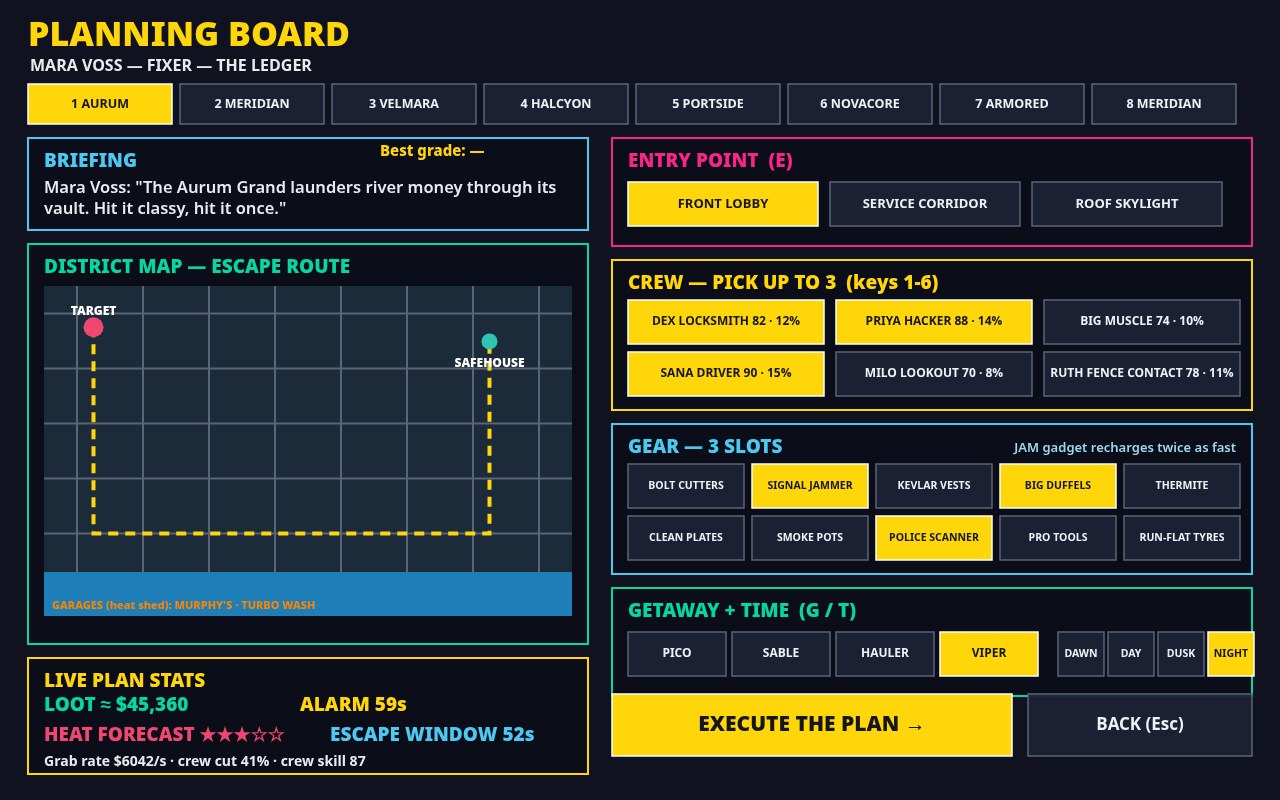 PLANNING BOARD
MARA VOSS — FIXER — THE LEDGER
1 AURUM
2 MERIDIAN
3 VELMARA
4 HALCYON
5 PORTSIDE
6 NOVACORE
7 ARMORED
8 MERIDIAN
BRIEFING
Best grade: —
Mara Voss: "The Aurum Grand launders river money through its
vault. Hit it classy, hit it once."
DISTRICT MAP — ESCAPE ROUTE
TARGET
SAFEHOUSE
GARAGES (heat shed): MURPHY'S · TURBO WASH
LIVE PLAN STATS
LOOT ≈ $45,360
ALARM 59s
HEAT FORECAST ★★★☆☆
ESCAPE WINDOW 52s
Grab rate $6042/s · crew cut 41% · crew skill 87
ENTRY POINT (E)
FRONT LOBBY
SERVICE CORRIDOR
ROOF SKYLIGHT
CREW — PICK UP TO 3 (keys 1-6)
DEX LOCKSMITH 82 · 12%
PRIYA HACKER 88 · 14%
BIG MUSCLE 74 · 10%
SANA DRIVER 90 · 15%
MILO LOOKOUT 70 · 8%
RUTH FENCE CONTACT 78 · 11%
GEAR — 3 SLOTS
JAM gadget recharges twice as fast
BOLT CUTTERS
SIGNAL JAMMER
KEVLAR VESTS
BIG DUFFELS
THERMITE
CLEAN PLATES
SMOKE POTS
POLICE SCANNER
PRO TOOLS
RUN-FLAT TYRES
GETAWAY + TIME (G / T)
PICO
SABLE
HAULER
VIPER
DAWN
DAY
DUSK
NIGHT
EXECUTE THE PLAN →
BACK (Esc)